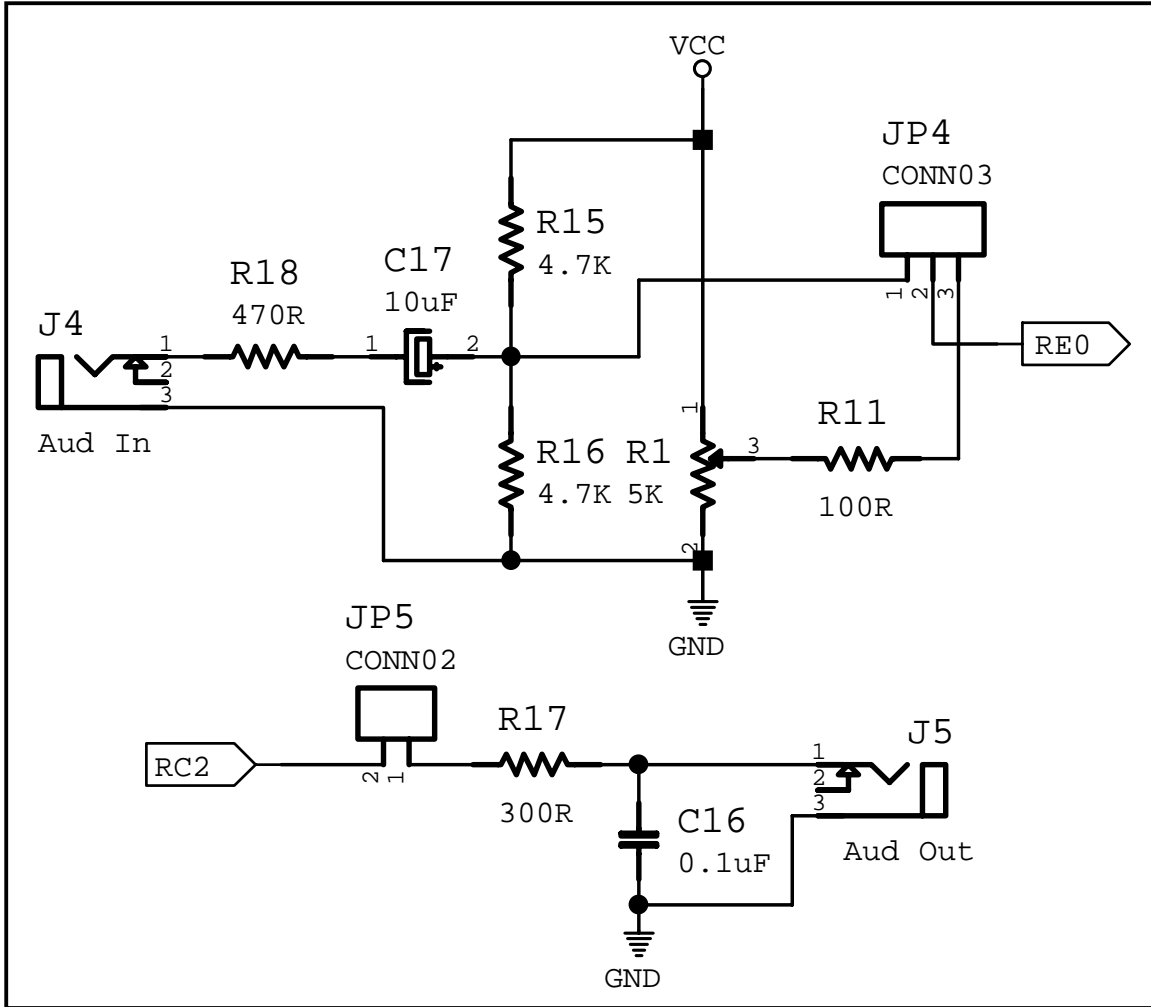 VCC
JP4
CONN03
R15
4.7K
C17
10uF
R18
470R
1
2
3
J4
1
2
3
1
2
Aud In
RE0
R16
4.7K
R1
5K
1
3
2
R11
100R
GND
JP5
CONN02
R17
300R
RC2
2
1
J5
1
2
3
C16
0.1uF
Aud Out
GND